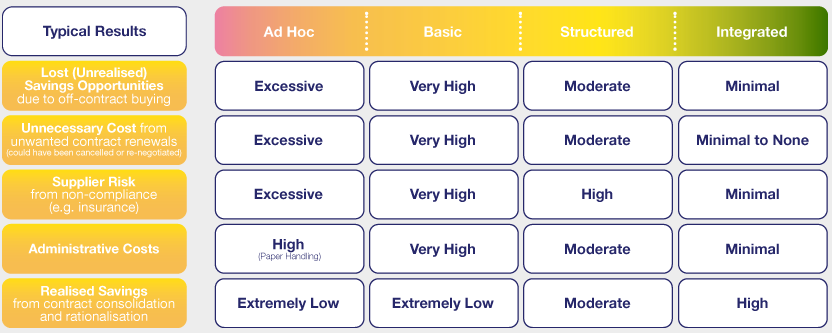 Typical Results
Ad Hoc
Basic
Structured
Integrated
Lost (Unrealised)
Savings Opportunities
due to off-contract buying
Excessive
Very High
Moderate
Minimal
Unnecessary Cost from
unwanted contract renewals
(could have been cancelled or re-negotiated)
Excessive
Very High
Moderate
Minimal to None
Supplier Risk
from non-compliance
(e.g. insurance)
Excessive
Very High
High
Minimal
Administrative Costs
High
(Paper Handling)
Very High
Moderate
Minimal
Realised Savings
from contract consolidation
and rationalisation
Extremely Low
Extremely Low
Moderate
High